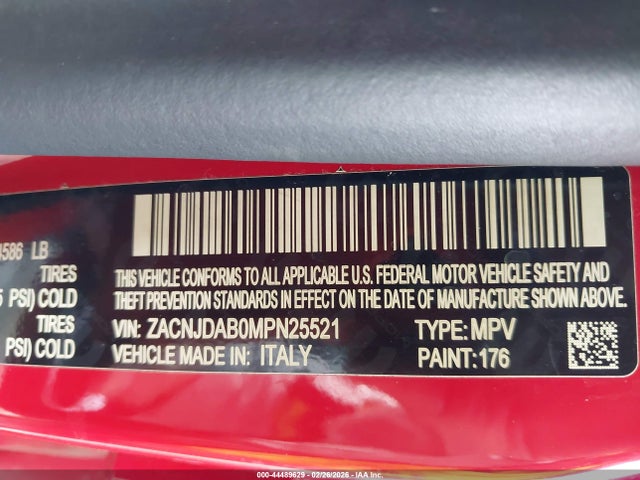 4586 LB
TIRES
PSI) COLD
TIRES
PSI) COLD
THIS VEHICLE CONFORMS TO ALL APPLICABLE U.S. FEDERAL MOTOR VEHICLE SAFETY AND
THEFT PREVENTION STANDARDS IN EFFECT ON THE DATE OF MANUFACTURE SHOWN ABOVE.
VIN: ZACNJDAB0MPN25521 TYPE: MPV
VEHICLE MADE IN: ITALY PAINT: 176
000-44489629 - 02/26/2026 - IAA Inc.